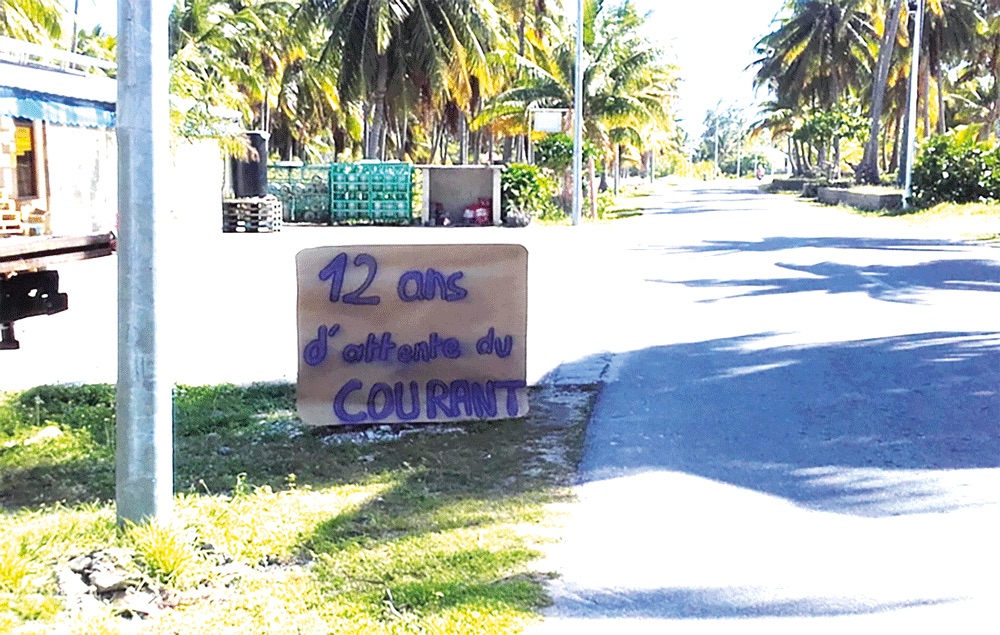 12 ans
d'attente du
COURANT